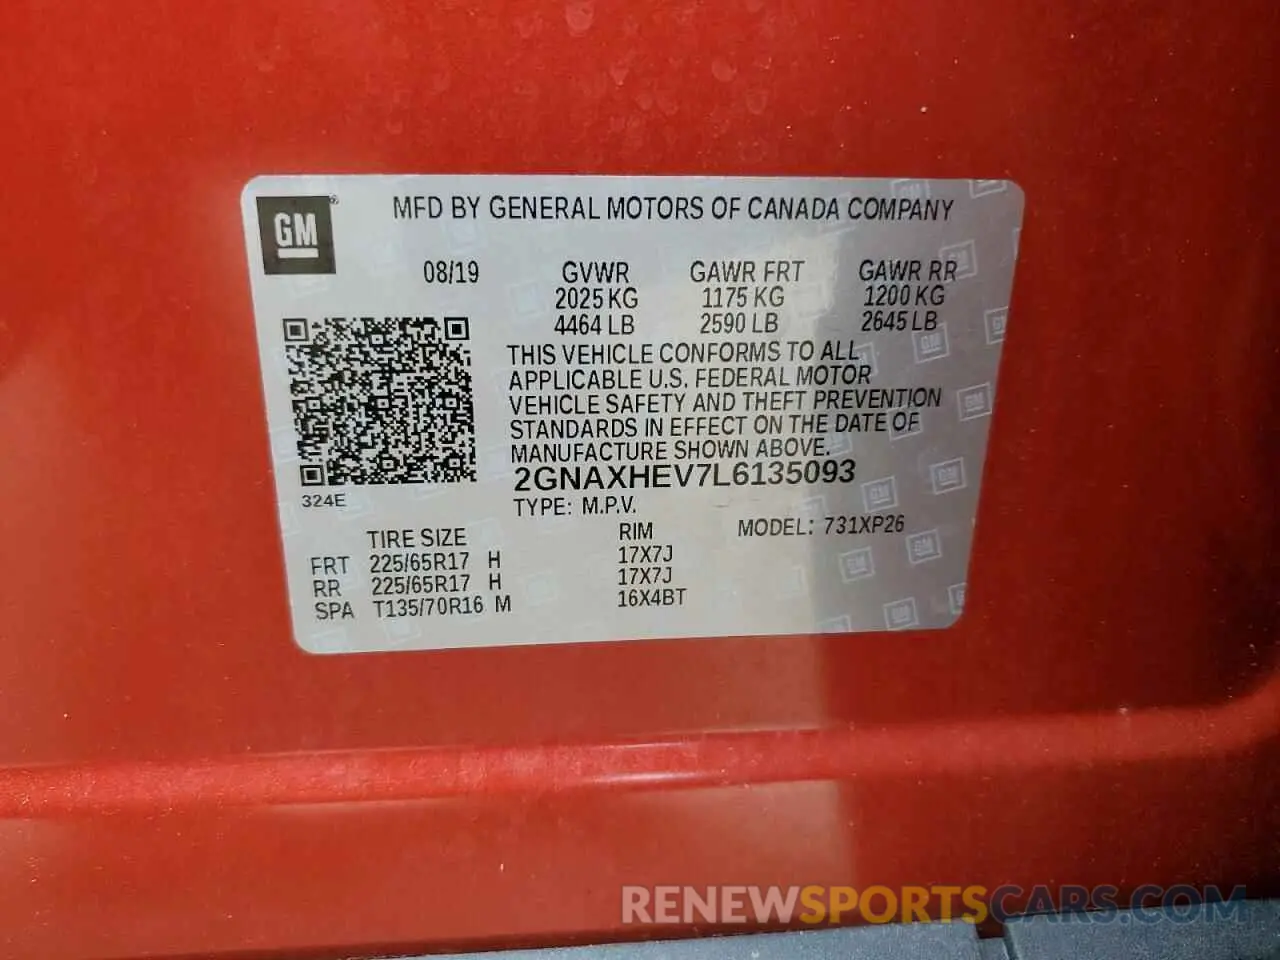 GM®
MFD BY GENERAL MOTORS OF CANADA COMPANY
08/19 GVWR GAWR FRT GAWR RR
2025 KG 1175 KG 1200 KG
4464 LB 2590 LB 2645 LB
THIS VEHICLE CONFORMS TO ALL
APPLICABLE U.S. FEDERAL MOTOR
VEHICLE SAFETY AND THEFT PREVENTION
STANDARDS IN EFFECT ON THE DATE OF
MANUFACTURE SHOWN ABOVE.
2GNAXHEV7L6135093
324E
TYPE: M.P.V.
TIRE SIZE RIM MODEL: 731XP26
FRT 225/65R17 H 17X7J
RR 225/65R17 H 17X7J
SPA T135/70R16 M 16X4BT
RENEWSPORTSCARS.COM